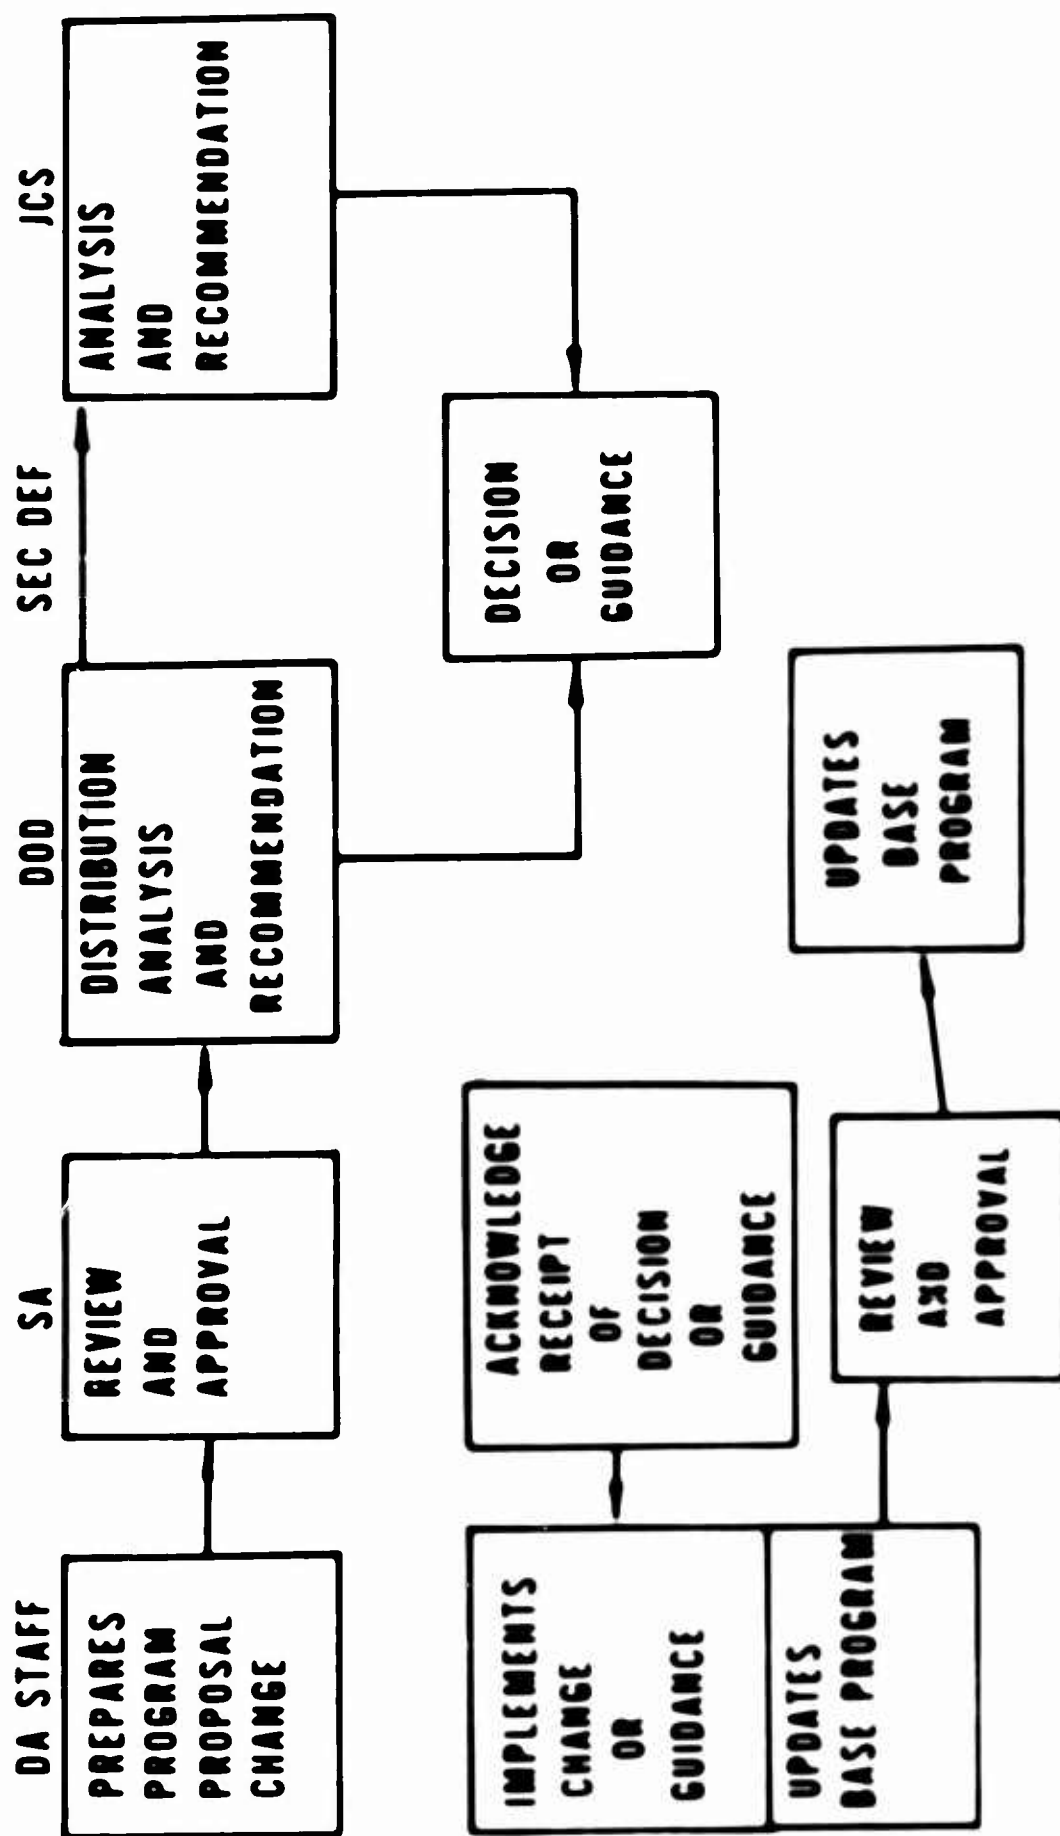 DA STAFF
SA
DOD
SEC DEF
JCS
PREPARES
PROGRAM
PROPOSAL
CHANGE
REVIEW
AND
APPROVAL
DISTRIBUTION
ANALYSIS
AND
RECOMMENDATION
ANALYSIS
AND
RECOMMENDATION
DECISION
OR
GUIDANCE
ACKNOWLEDGE
RECEIPT
OF
DECISION
OR
GUIDANCE
IMPLEMENTS
CHANGE
OR
GUIDANCE
UPDATES
BASE PROGRAM
REVIEW
AND
APPROVAL
UPDATES
BASE
PROGRAM